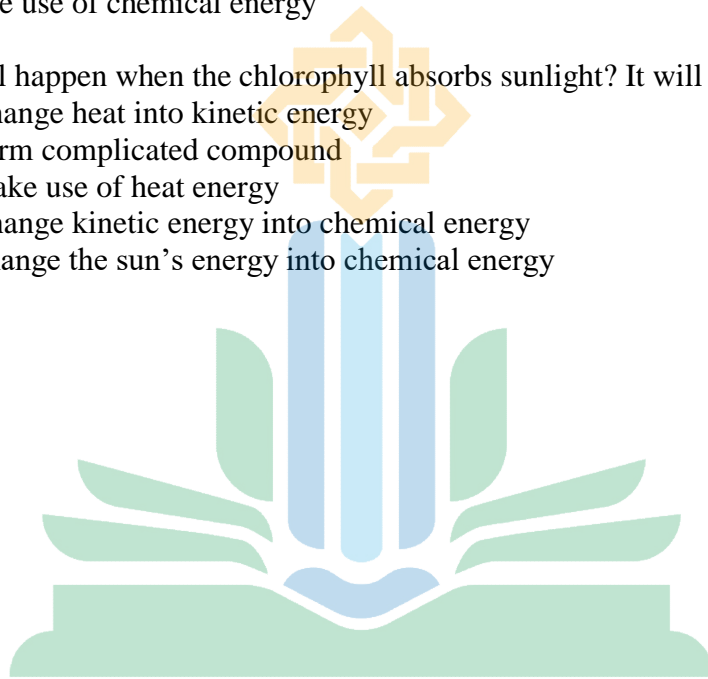 e use of chemical energy
l happen when the chlorophyll absorbs sunlight? It will
hange heat into kinetic energy
rm complicated compound
ake use of heat energy
hange kinetic energy into chemical energy
ange the sun's energy into chemical energy